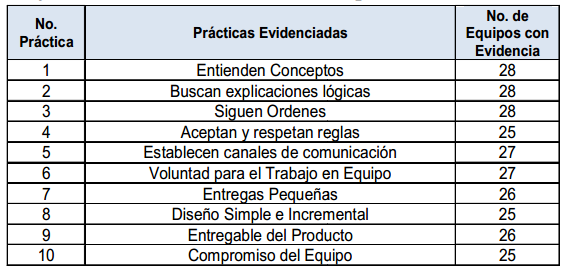 No. Práctica Prácticas Evidenciadas No. de Equipos con Evidencia
1 Entienden Conceptos 28
2 Buscan explicaciones lógicas 28
3 Siguen Ordenes 28
4 Aceptan y respetan reglas 25
5 Establecen canales de comunicación 27
6 Voluntad para el Trabajo en Equipo 27
7 Entregas Pequeñas 26
8 Diseño Simple e Incremental 25
9 Entregable del Producto 26
10 Compromiso del Equipo 25